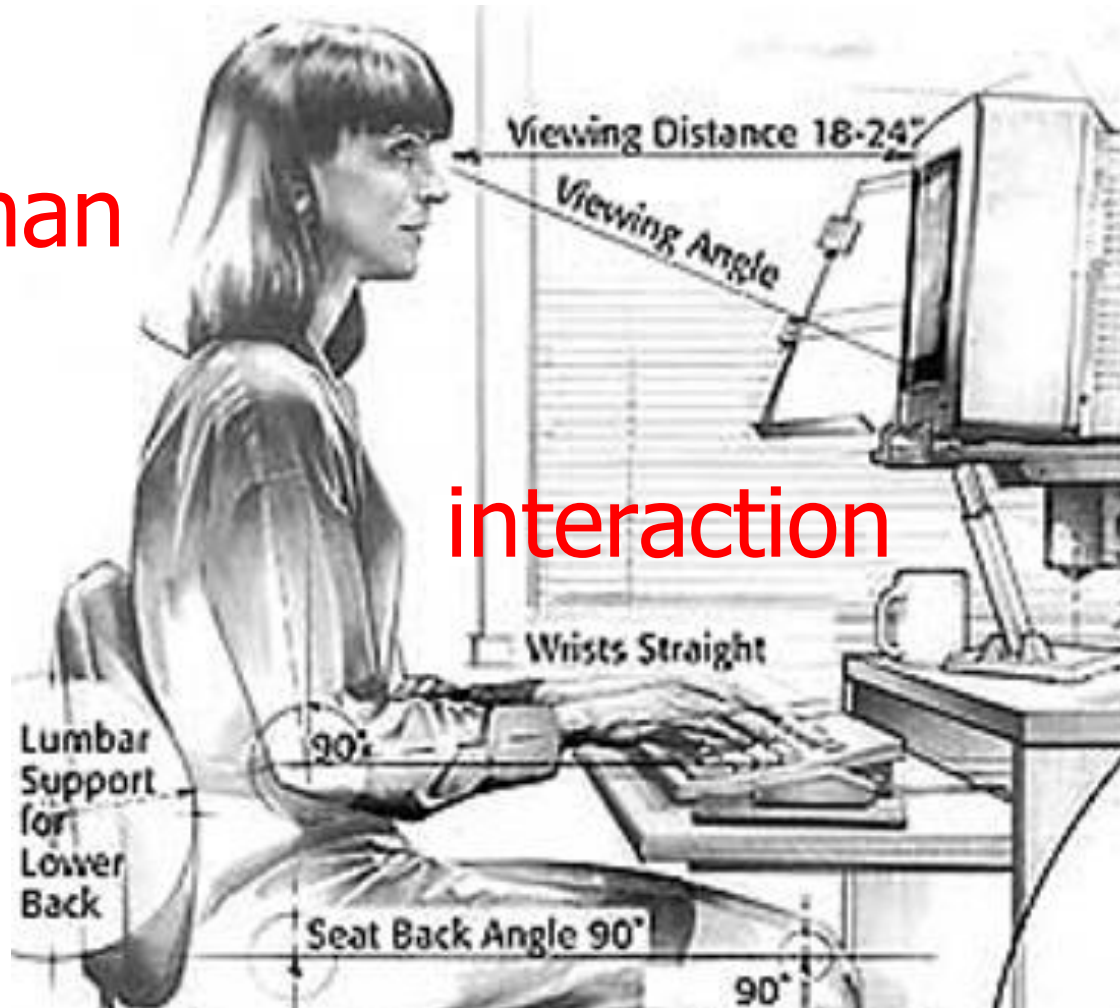 Viewing Distance 18-24"
man
Viewing Angle
interaction
Wrists Straight
90°
Lumbar
Support
for
Lower
Back
Seat Back Angle 90°
90°